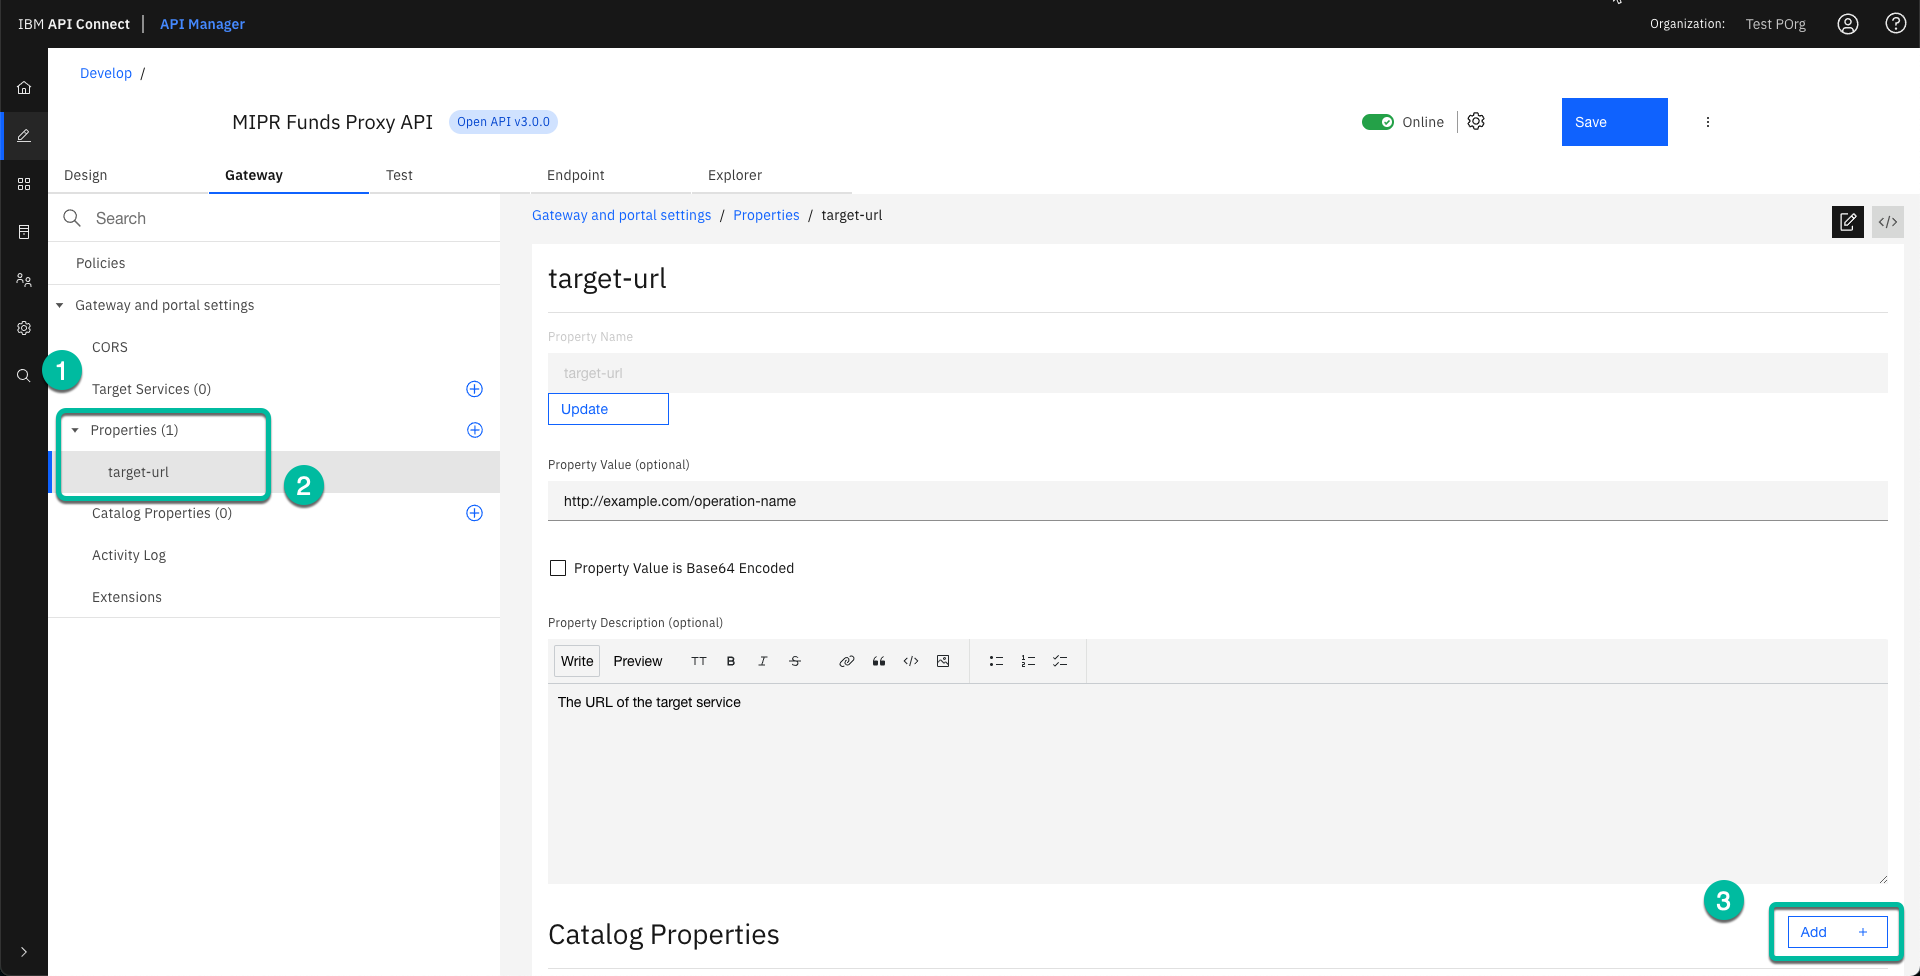 IBM API Connect | API Manager
Organization: Test POrg
Develop /
MIPR Funds Proxy API
Open API v3.0.0
Online
Save
Design
Gateway
Test
Endpoint
Explorer
Search
Policies
Gateway and portal settings
CORS
1
Target Services (0)
Properties (1)
target-url
2
Catalog Properties (0)
Activity Log
Extensions
Gateway and portal settings / Properties / target-url
</>
target-url
Property Name
target-url
Update
Property Value (optional)
http://example.com/operation-name
Property Value is Base64 Encoded
Property Description (optional)
Write Preview TT B I S </>
The URL of the target service
3
Catalog Properties
Add +